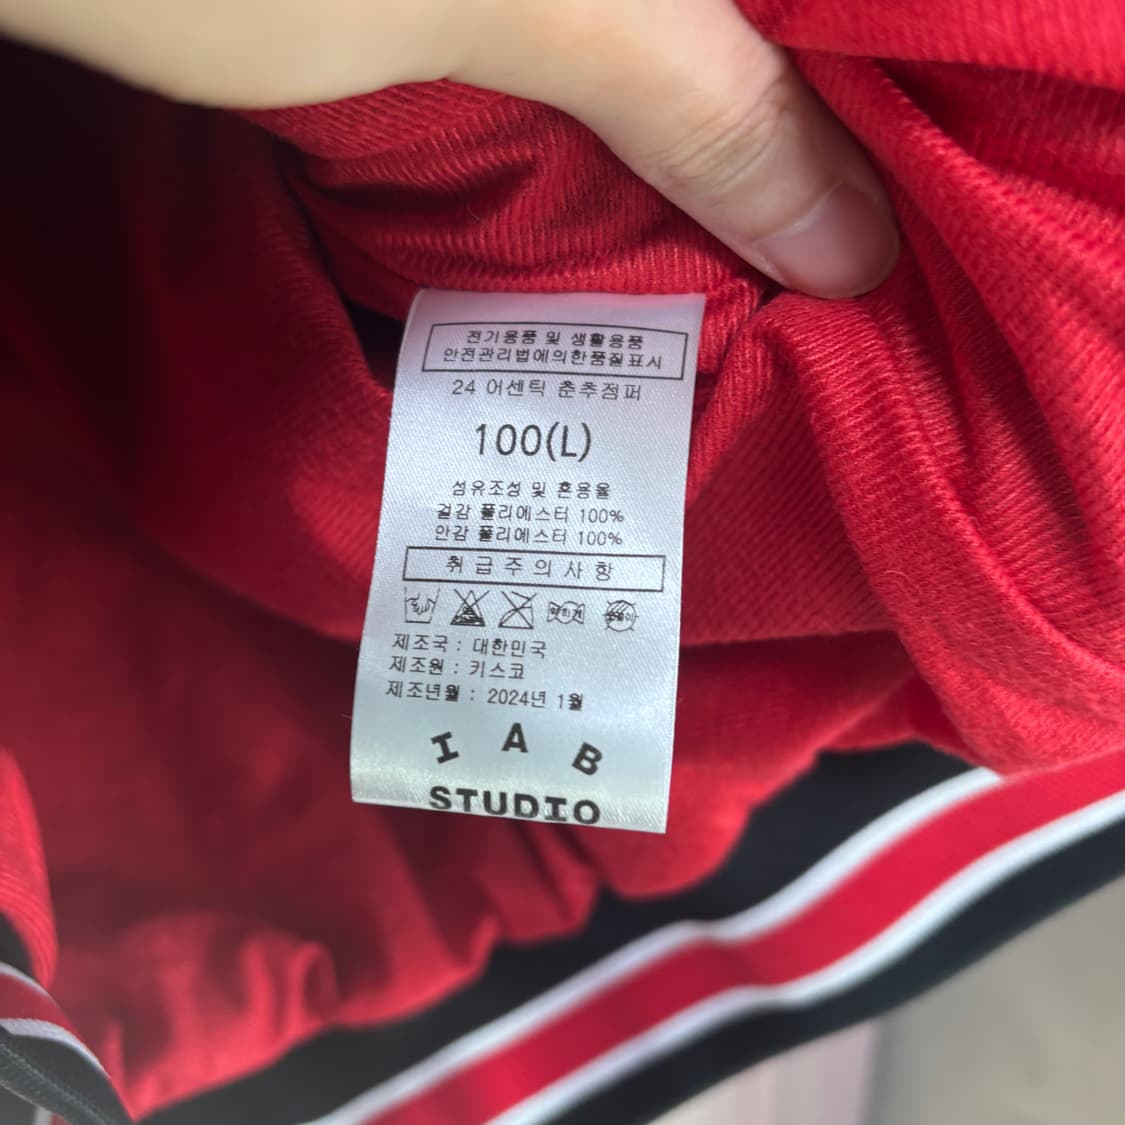 전기용품 및 생활용품
안전관리법에의한품질표시
24 어센틱 춘추점퍼
100(L)
섬유조성 및 혼용율
겉감 폴리에스터 100%
안감 폴리에스터 100%
취급주의사항
약하게
제조국 : 대한민국
제조원 : 키스코
제조년월 : 2024년 1월
I A B
STUDIO